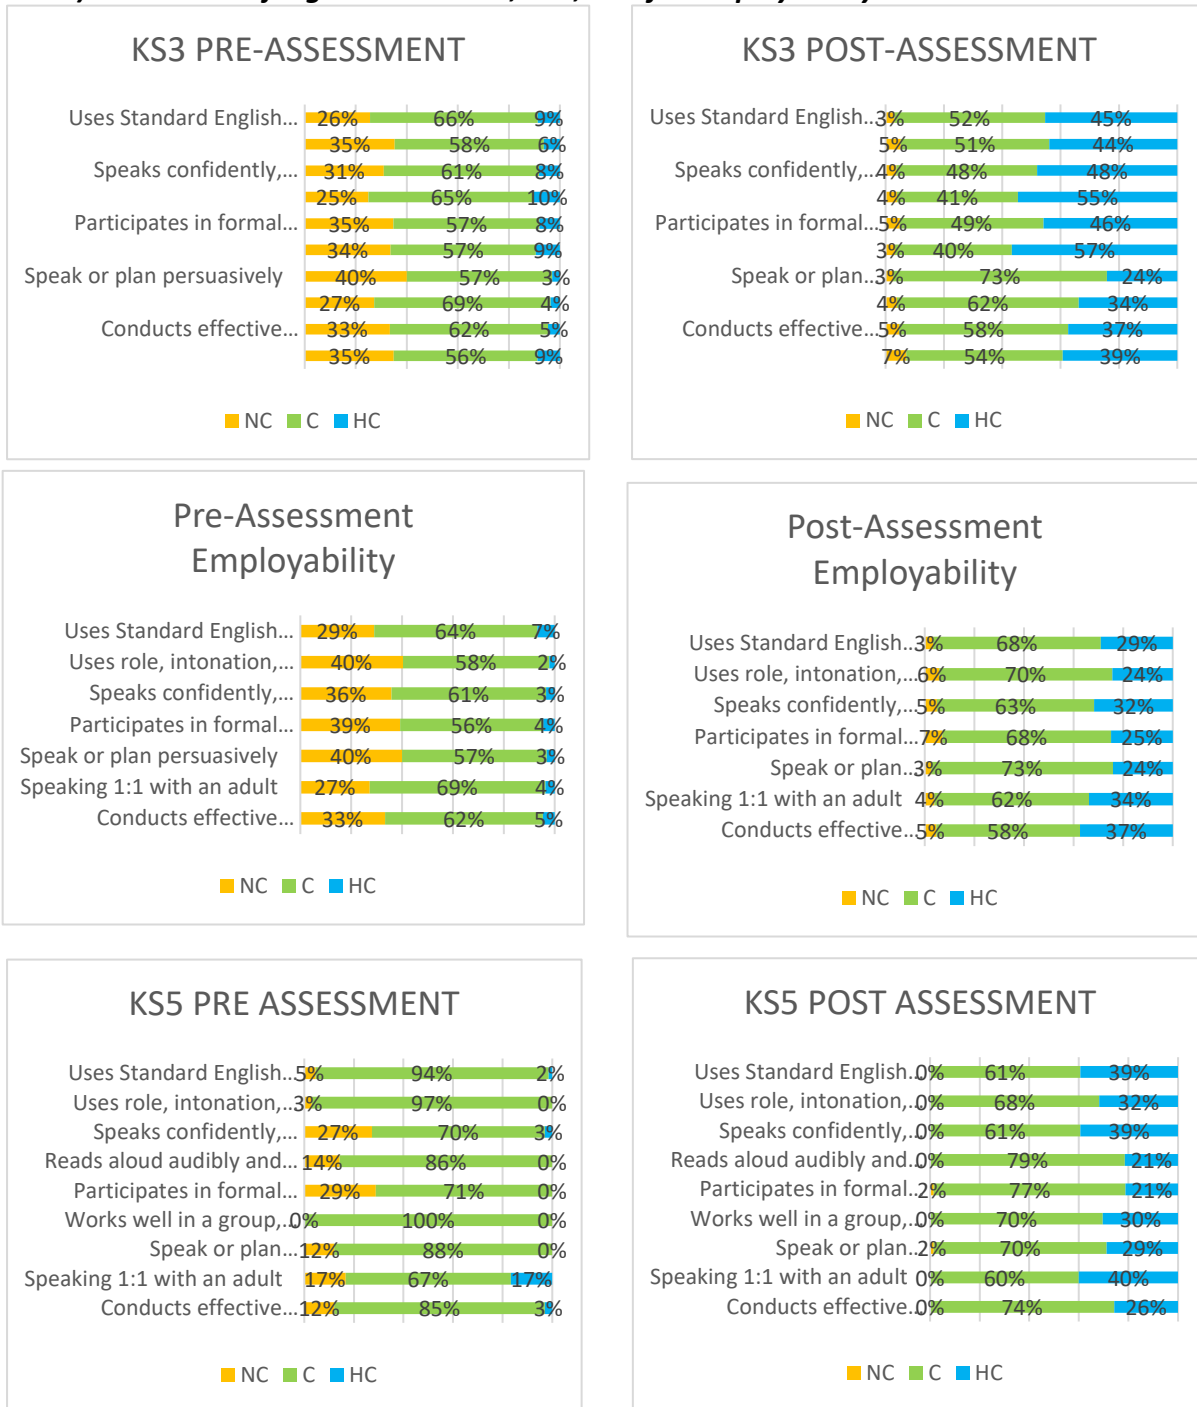 KS3 PRE-ASSESSMENT
Uses Standard English... 26% 66% 9%
35% 58% 6%
Speaks confidently,... 31% 61% 8%
25% 65% 10%
Participates in formal... 35% 57% 8%
34% 57% 9%
Speak or plan persuasively 40% 57% 3%
27% 69% 4%
Conducts effective... 33% 62% 5%
35% 56% 9%
NC C HC
KS3 POST-ASSESSMENT
Uses Standard English... 3% 52% 45%
5% 51% 44%
Speaks confidently,... 4% 48% 48%
4% 41% 55%
Participates in formal... 5% 49% 46%
3% 40% 57%
Speak or plan... 3% 73% 24%
4% 62% 34%
Conducts effective... 5% 58% 37%
7% 54% 39%
NC C HC
Pre-Assessment
Employability
Uses Standard English... 29% 64% 7%
Uses role, intonation,... 40% 58% 2%
Speaks confidently,... 36% 61% 3%
Participates in formal... 39% 56% 4%
Speak or plan persuasively 40% 57% 3%
Speaking 1:1 with an adult 27% 69% 4%
Conducts effective... 33% 62% 5%
NC C HC
Post-Assessment
Employability
Uses Standard English... 3% 68% 29%
Uses role, intonation,... 6% 70% 24%
Speaks confidently,... 5% 63% 32%
Participates in formal... 7% 68% 25%
Speak or plan... 3% 73% 24%
Speaking 1:1 with an adult 4% 62% 34%
Conducts effective... 5% 58% 37%
NC C HC
KS5 PRE ASSESSMENT
Uses Standard English... 5% 94% 2%
Uses role, intonation,... 3% 97% 0%
Speaks confidently,... 27% 70% 3%
Reads aloud audibly and... 14% 86% 0%
Participates in formal... 29% 71% 0%
Works well in a group,... 0% 100% 0%
Speak or plan... 12% 88% 0%
Speaking 1:1 with an adult 17% 67% 17%
Conducts effective... 12% 85% 3%
NC C HC
KS5 POST ASSESSMENT
Uses Standard English... 0% 61% 39%
Uses role, intonation,... 0% 68% 32%
Speaks confidently,... 0% 61% 39%
Reads aloud audibly and... 0% 79% 21%
Participates in formal... 2% 77% 21%
Works well in a group,... 0% 70% 30%
Speak or plan... 2% 70% 29%
Speaking 1:1 with an adult 0% 60% 40%
Conducts effective... 0% 74% 26%
NC C HC